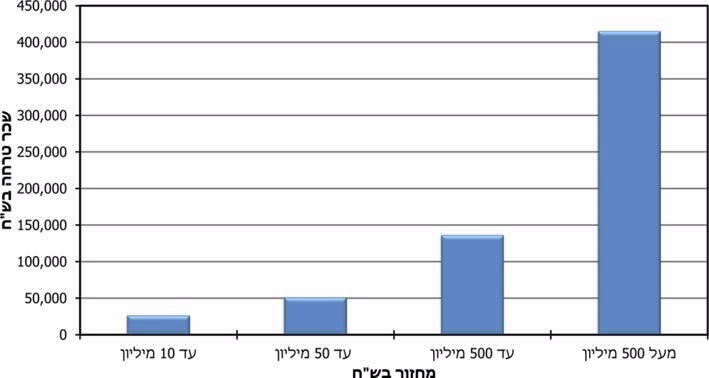 450,000
400,000
350,000
300,000
250,000
200,000
150,000
100,000
50,000
0
שכר טרחה בש"ח
עד 10 מיליון
עד 50 מיליון
עד 500 מיליון
מעל 500 מיליון
מחזור בש"ח